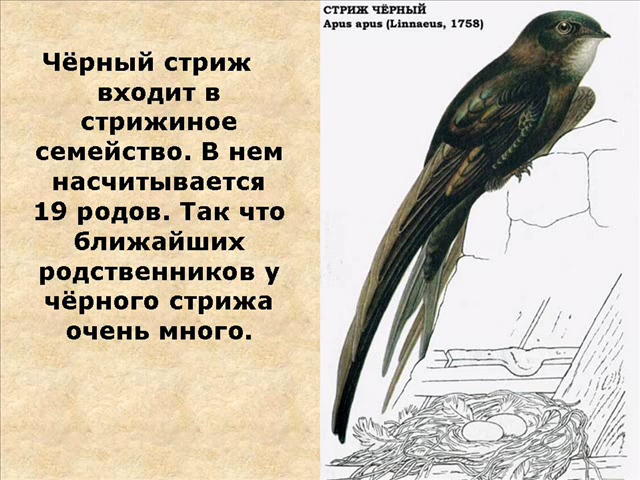 Чёрный стриж
входит в
стрижиное
семейство. В нем
насчитывается
19 родов. Так что
ближайших
родственников у
чёрного стрижа
очень много.
СТРИЖ ЧЁРНЫЙ
Apus apus (Linnaeus, 1758)